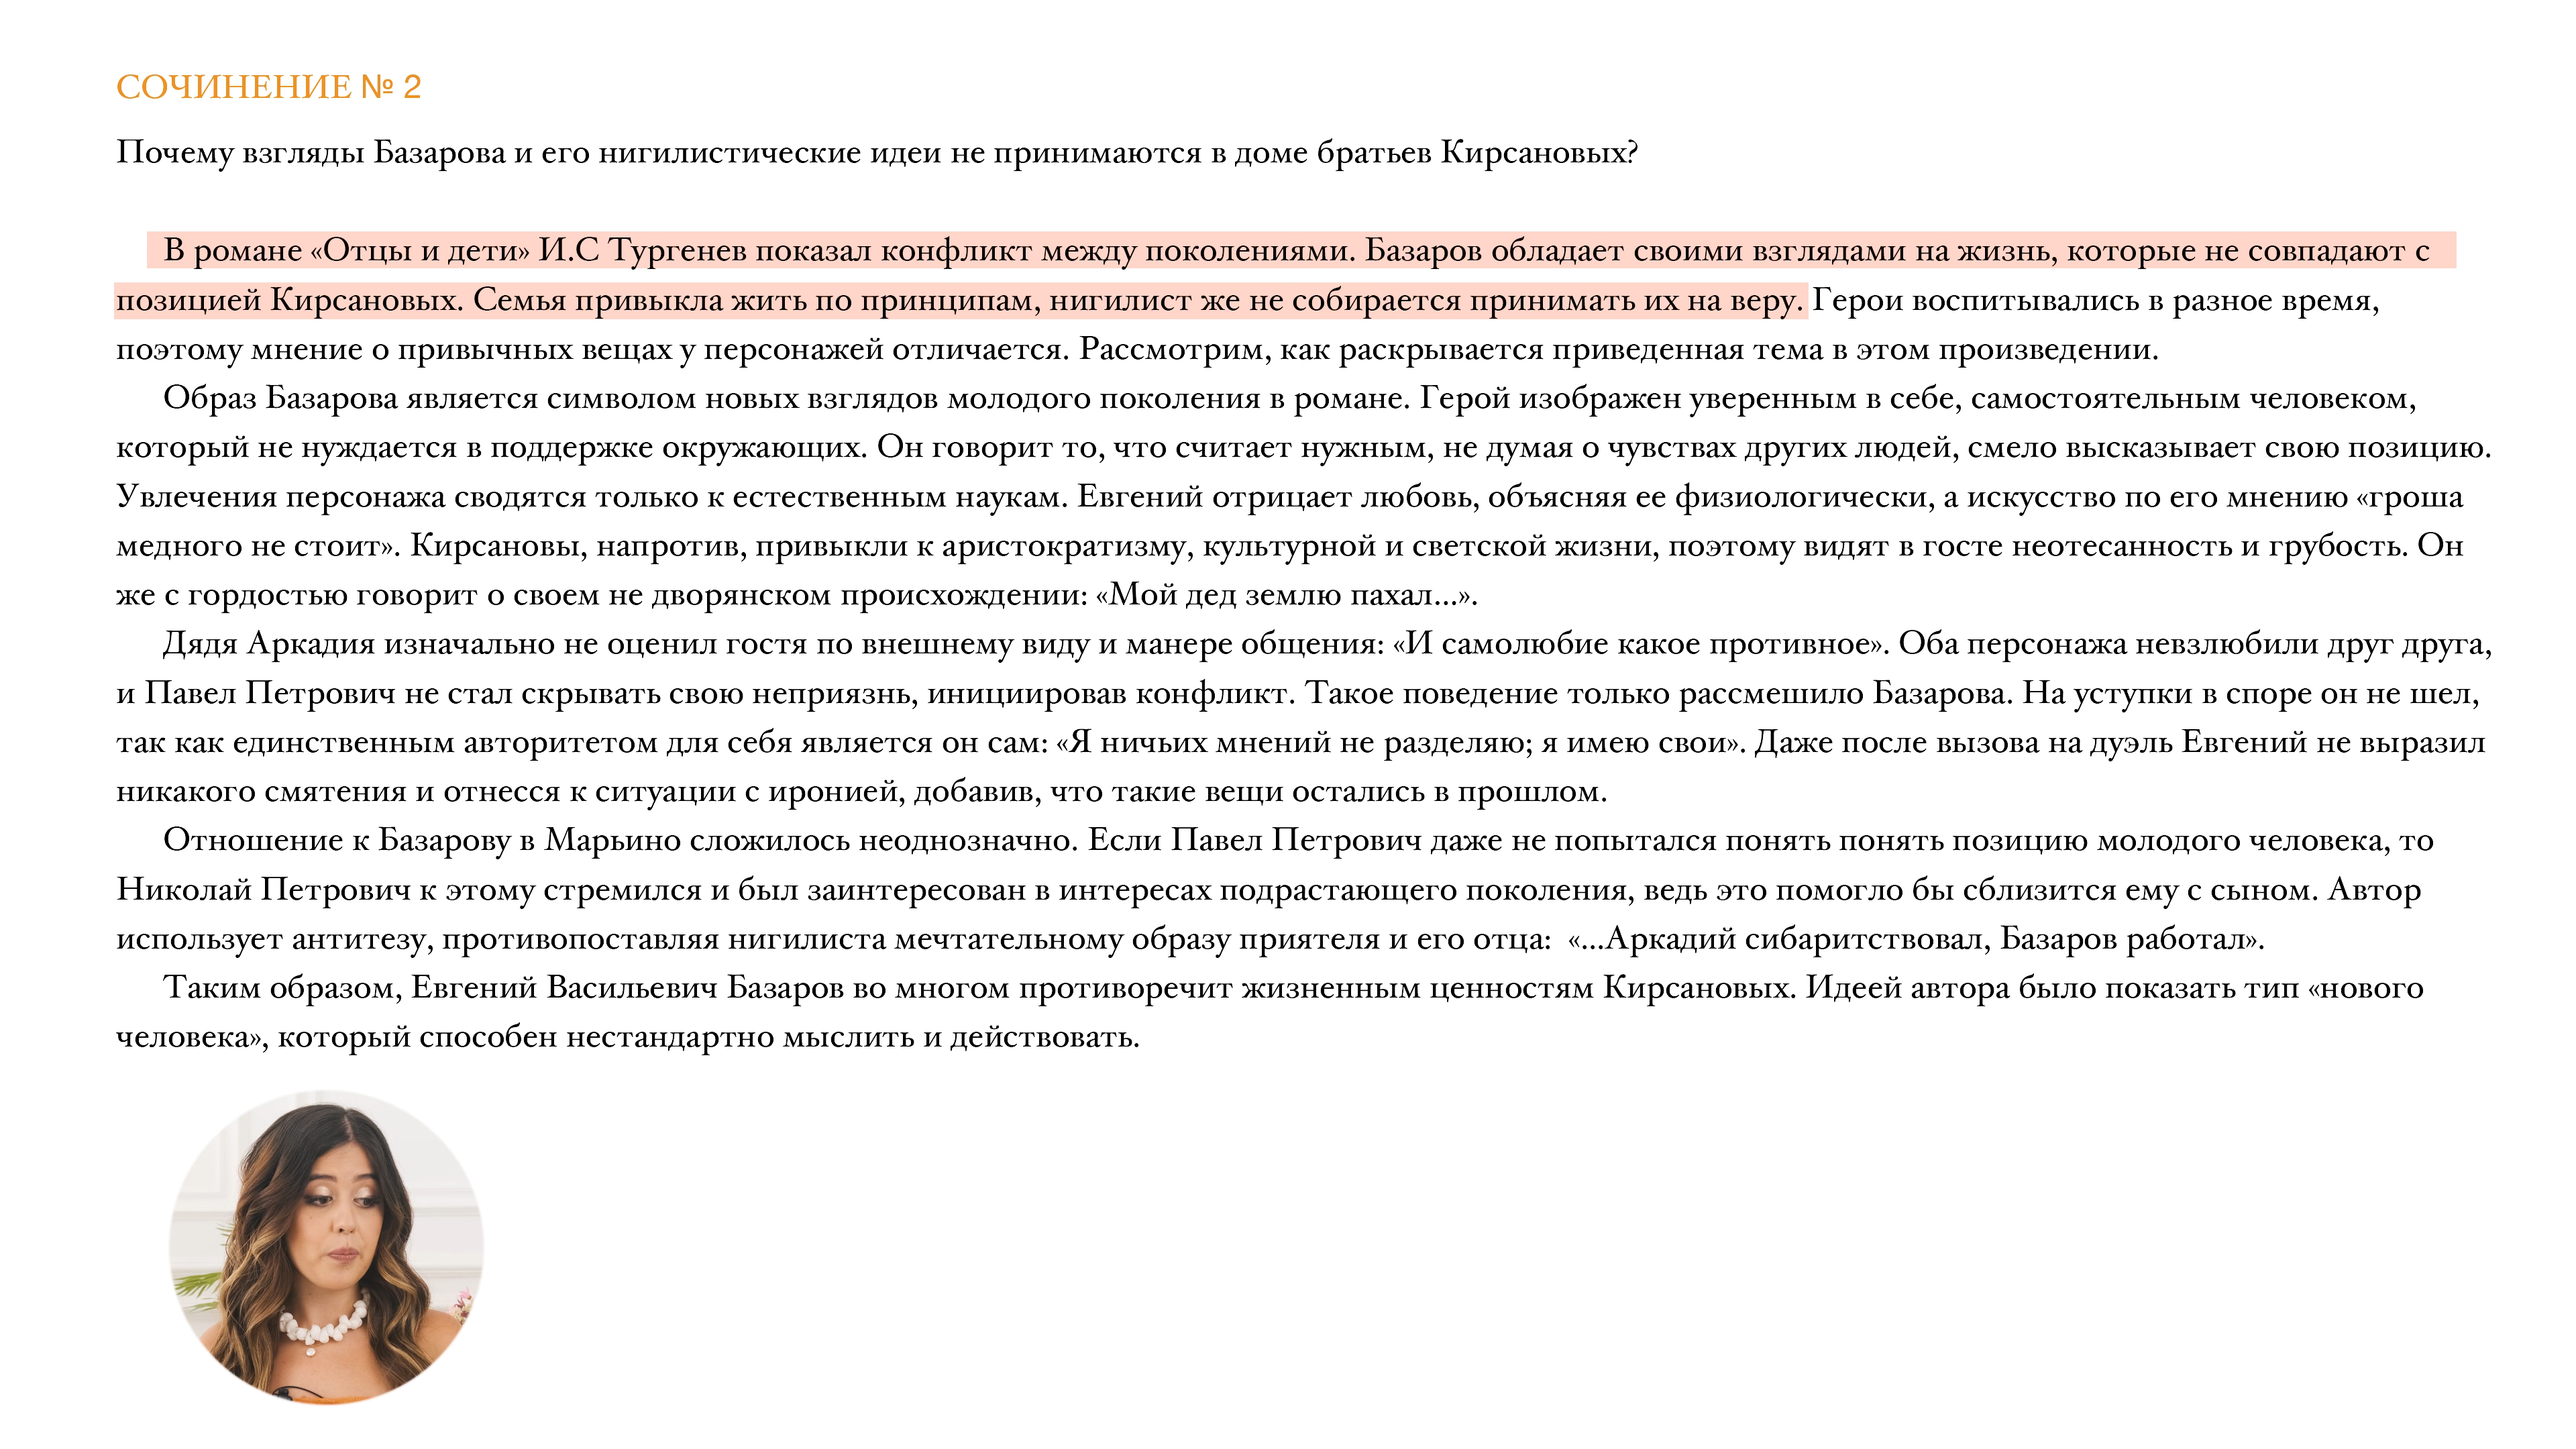 СОЧИНЕНИЕ № 2
Почему взгляды Базарова и его нигилистические идеи не принимаются в доме братьев Кирсановых?
В романе «Отцы и дети» И.С Тургенев показал конфликт между поколениями. Базаров обладает своими взглядами на жизнь, которые не совпадают с
позицией Кирсановых. Семья привыкла жить по принципам, нигилист же не собирается принимать их на веру. Герои воспитывались в разное время,
поэтому мнение о привычных вещах у персонажей отличается. Рассмотрим, как раскрывается приведенная тема в этом произведении.
Образ Базарова является символом новых взглядов молодого поколения в романе. Герой изображен уверенным в себе, самостоятельным человеком,
который не нуждается в поддержке окружающих. Он говорит то, что считает нужным, не думая о чувствах других людей, смело высказывает свою позицию.
Увлечения персонажа сводятся только к естественным наукам. Евгений отрицает любовь, объясняя ее физиологически, а искусство по его мнению «гроша
медного не стоит». Кирсановы, напротив, привыкли к аристократизму, культурной и светской жизни, поэтому видят в госте неотесанность и грубость. Он
же с гордостью говорит о своем не дворянском происхождении: «Мой дед землю пахал...».
Дядя Аркадия изначально не оценил гостя по внешнему виду и манере общения: «И самолюбие какое противное». Оба персонажа невзлюбили друг друга,
и Павел Петрович не стал скрывать свою неприязнь, инициировав конфликт. Такое поведение только рассмешило Базарова. На уступки в споре он не шел,
так как единственным авторитетом для себя является он сам: «Я ничьих мнений не разделяю; я имею свои». Даже после вызова на дуэль Евгений не выразил
никакого смятения и отнесся к ситуации с иронией, добавив, что такие вещи остались в прошлом.
Отношение к Базарову в Марьино сложилось неоднозначно. Если Павел Петрович даже не попытался понять понять позицию молодого человека, то
Николай Петрович к этому стремился и был заинтересован в интересах подрастающего поколения, ведь это помогло бы сблизится ему с сыном. Автор
использует антитезу, противопоставляя нигилиста мечтательному образу приятеля и его отца: «...Аркадий сибаритствовал, Базаров работал».
Таким образом, Евгений Васильевич Базаров во многом противоречит жизненным ценностям Кирсановых. Идеей автора было показать тип «нового
человека», который способен нестандартно мыслить и действовать.